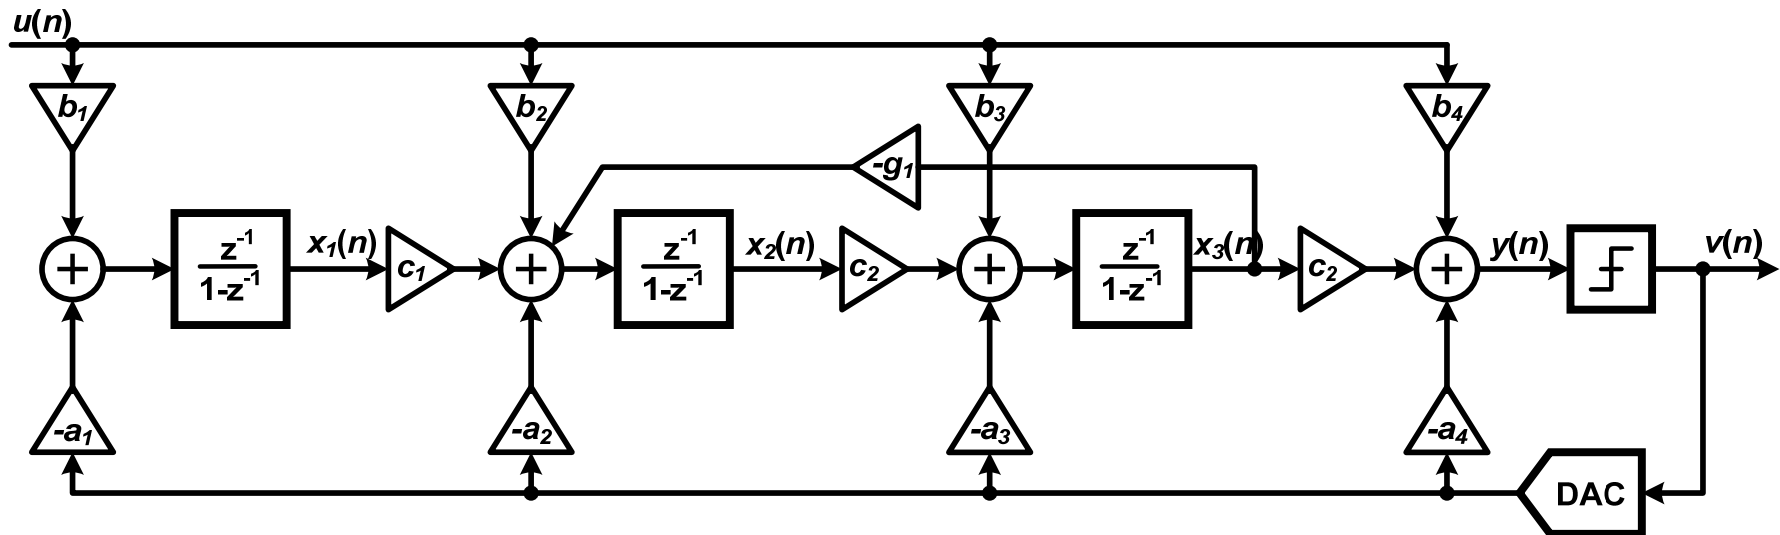 u(n)
b1
b2
b3
b4
-g1
z-1
1-z-1
x1(n)
c1
z-1
1-z-1
x2(n)
c2
z-1
1-z-1
x3(n)
c2
y(n)
v(n)
-a1
-a2
-a3
-a4
DAC